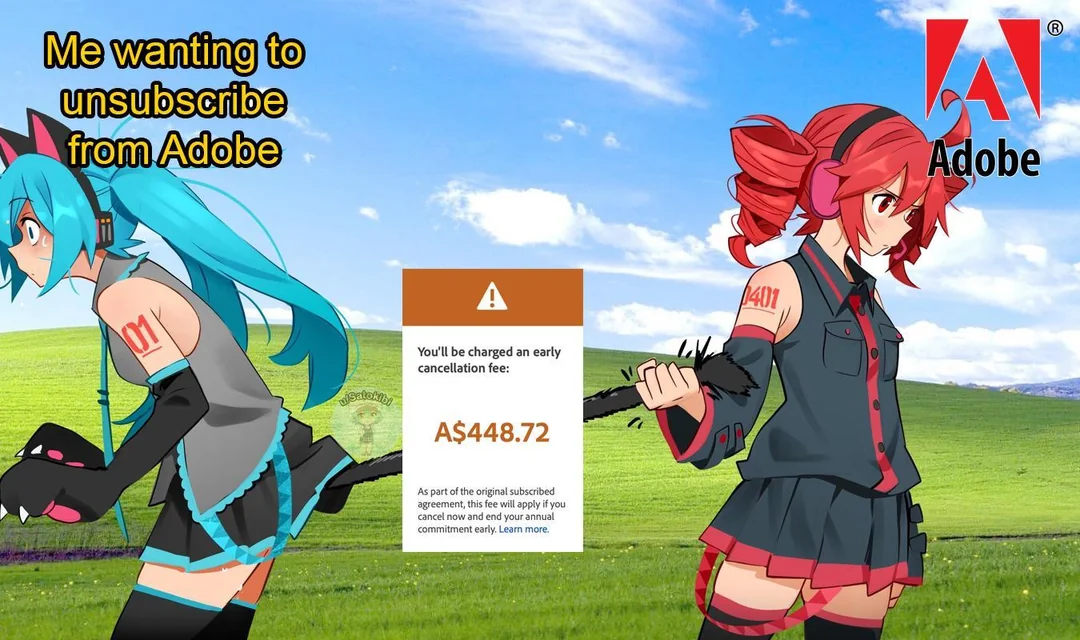 Me wanting to
unsubscribe
from Adobe
®
Adobe
01
0401
u/Satokibi
You'll be charged an early
cancellation fee:
A$448.72
As part of the original subscribed
agreement, this fee will apply if you
cancel now and end your annual
commitment early. Learn more.